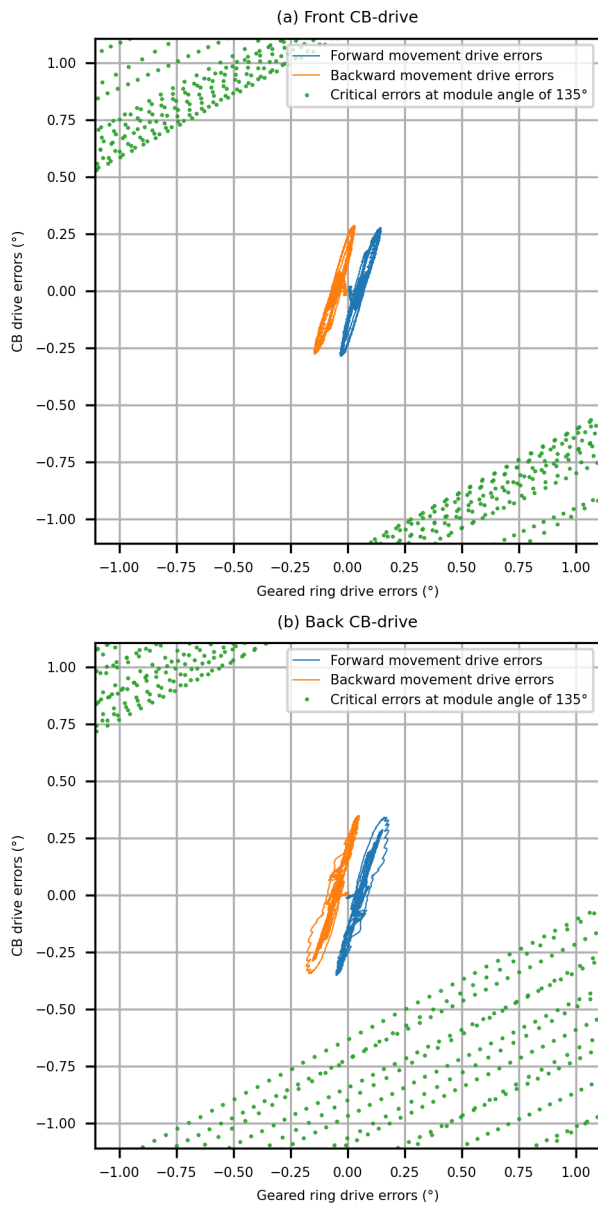 (a) Front CB-drive
Forward movement drive errors
Backward movement drive errors
Critical errors at module angle of 135°
1.00
0.75
0.50
0.25
0.00
−0.25
−0.50
−0.75
−1.00
CB drive errors (°)
−1.00 −0.75 −0.50 −0.25 0.00 0.25 0.50 0.75 1.00
Geared ring drive errors (°)
(b) Back CB-drive
Forward movement drive errors
Backward movement drive errors
Critical errors at module angle of 135°
1.00
0.75
0.50
0.25
0.00
−0.25
−0.50
−0.75
−1.00
CB drive errors (°)
−1.00 −0.75 −0.50 −0.25 0.00 0.25 0.50 0.75 1.00
Geared ring drive errors (°)